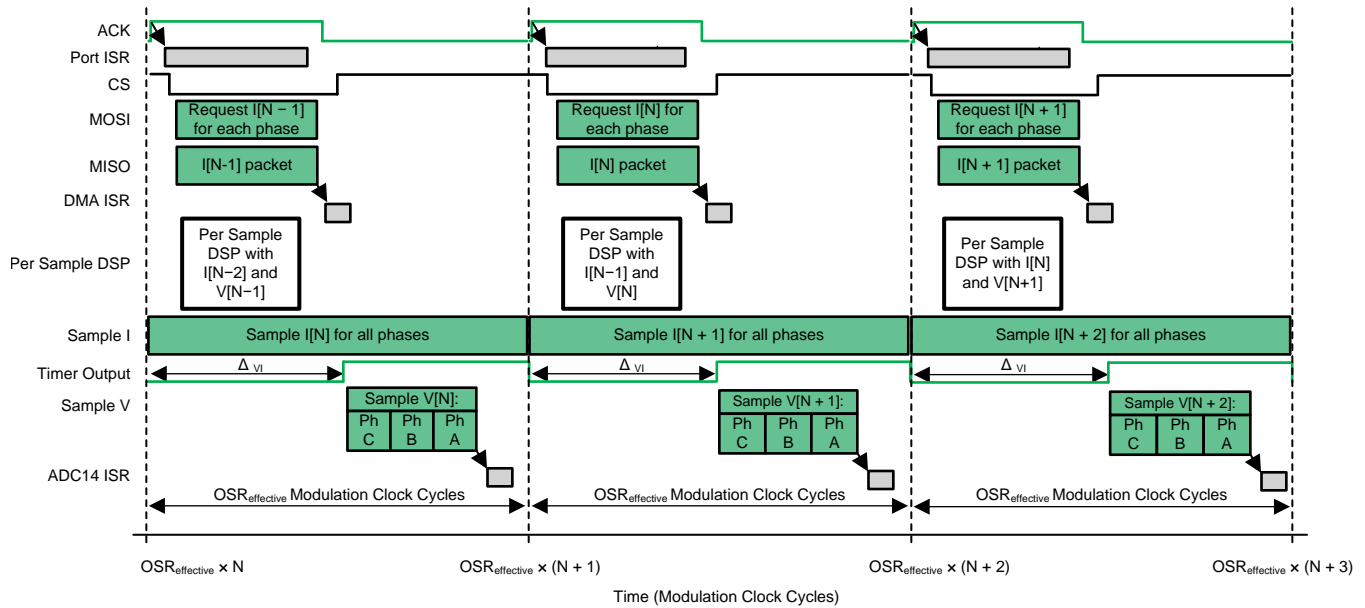 ACK
Port ISR
CS
MOSI
Request I[N − 1]
for each phase
Request I[N] for
each phase
Request I[N + 1]
for each phase
MISO
I[N-1] packet
I[N] packet
I[N + 1] packet
DMA ISR
Per Sample DSP
Per Sample
DSP with
I[N−2] and
V[N−1]
Per Sample
DSP with
I[N−1] and
V[N]
Per Sample
DSP with I[N]
and V[N+1]
Sample I
Sample I[N] for all phases
Sample I[N + 1] for all phases
Sample I[N + 2] for all phases
Timer Output
Δ VI
Δ VI
Δ VI
Sample V
Sample V[N]:
Ph C
Ph B
Ph A
Sample V[N + 1]:
Ph C
Ph B
Ph A
Sample V[N + 2]:
Ph C
Ph B
Ph A
ADC14 ISR
OSReffective Modulation Clock Cycles
OSReffective Modulation Clock Cycles
OSReffective Modulation Clock Cycles
OSReffective × N
OSReffective × (N + 1)
OSReffective × (N + 2)
OSReffective × (N + 3)
Time (Modulation Clock Cycles)